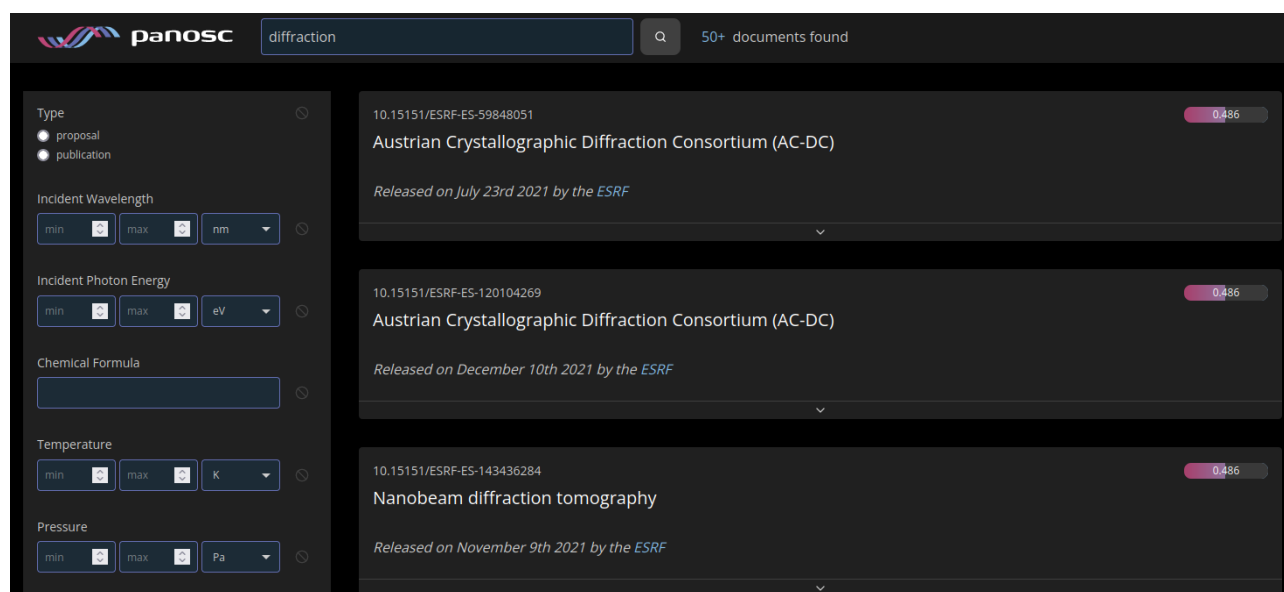 panosc diffraction 50+ documents found
Type
proposal
publication
Incident Wavelength
min max nm
Incident Photon Energy
min max eV
Chemical Formula
Temperature
min max K
Pressure
min max Pa
10.15151/ESRF-ES-59848051 0.486
Austrian Crystallographic Diffraction Consortium (AC-DC)
Released on July 23rd 2021 by the ESRF
10.15151/ESRF-ES-120104269 0.486
Austrian Crystallographic Diffraction Consortium (AC-DC)
Released on December 10th 2021 by the ESRF
10.15151/ESRF-ES-143436284 0.486
Nanobeam diffraction tomography
Released on November 9th 2021 by the ESRF